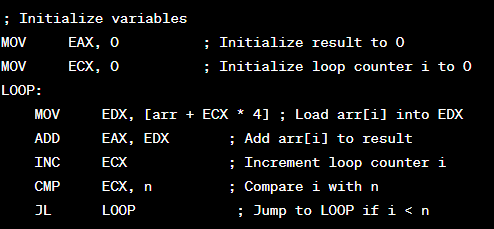 ; Initialize variables
MOV     EAX, 0           ; Initialize result to 0
MOV     ECX, 0           ; Initialize loop counter i to 0
LOOP:
    MOV     EDX, [arr + ECX * 4] ; Load arr[i] into EDX
    ADD     EAX, EDX       ; Add arr[i] to result
    INC     ECX            ; Increment loop counter i
    CMP     ECX, n         ; Compare i with n
    JL      LOOP            ; Jump to LOOP if i < n